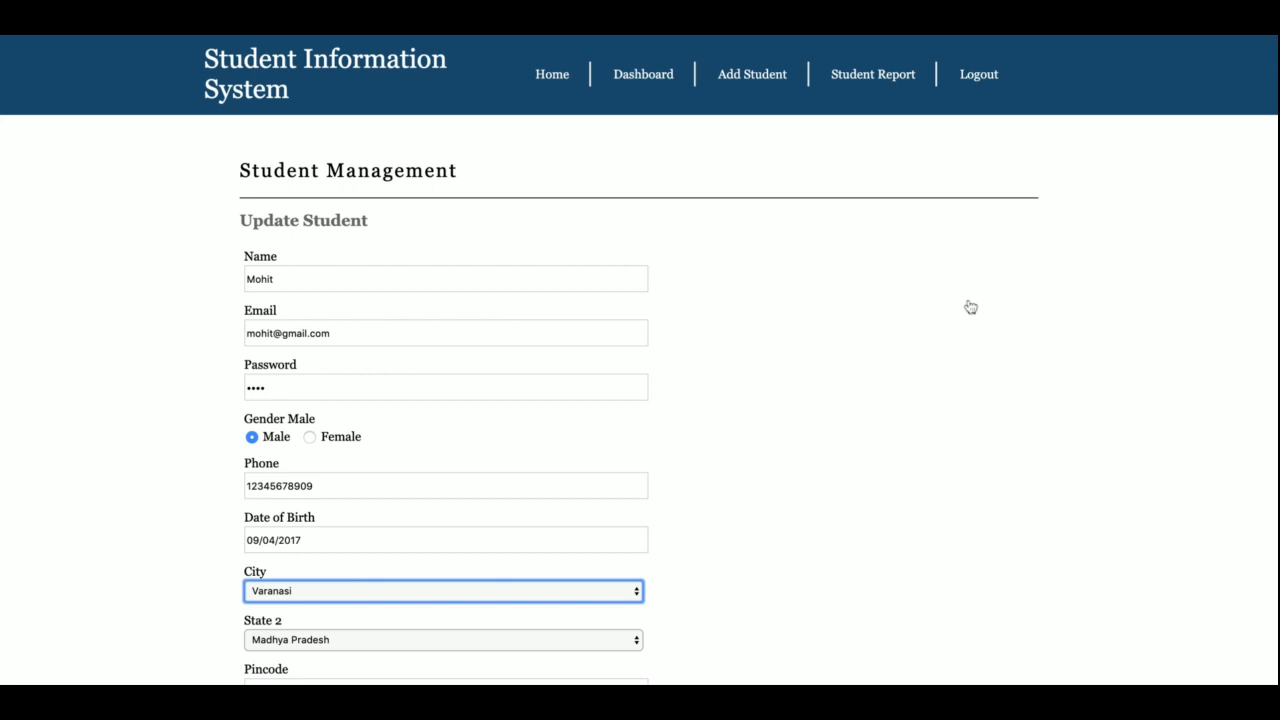 Student Information
System
Home
Dashboard
Add Student
Student Report
Logout
Student Management
Update Student
Name
Mohit
Email
mohit@gmail.com
Password
••••
Gender Male
Male
Female
Phone
12345678909
Date of Birth
09/04/2017
City
Varanasi
State 2
Madhya Pradesh
Pincode